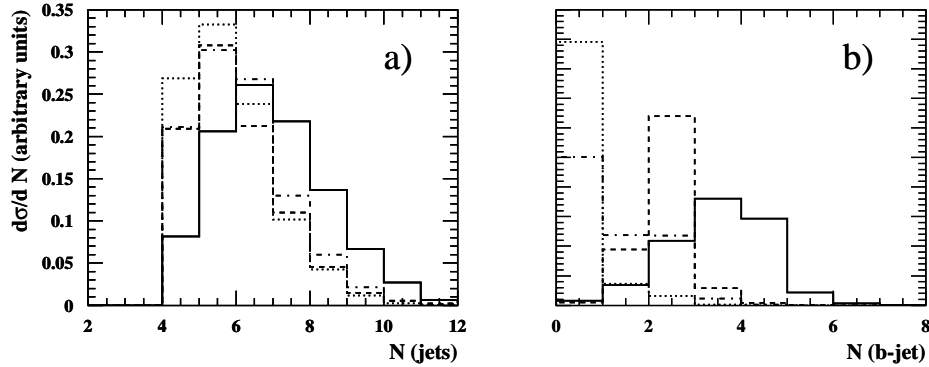 a)
b)
dσ/d N (arbitrary units)
0.35
0.3
0.25
0.2
0.15
0.1
0.05
0
2 4 6 8 10 12
N (jets)
0 2 4 6 8
N (b-jet)